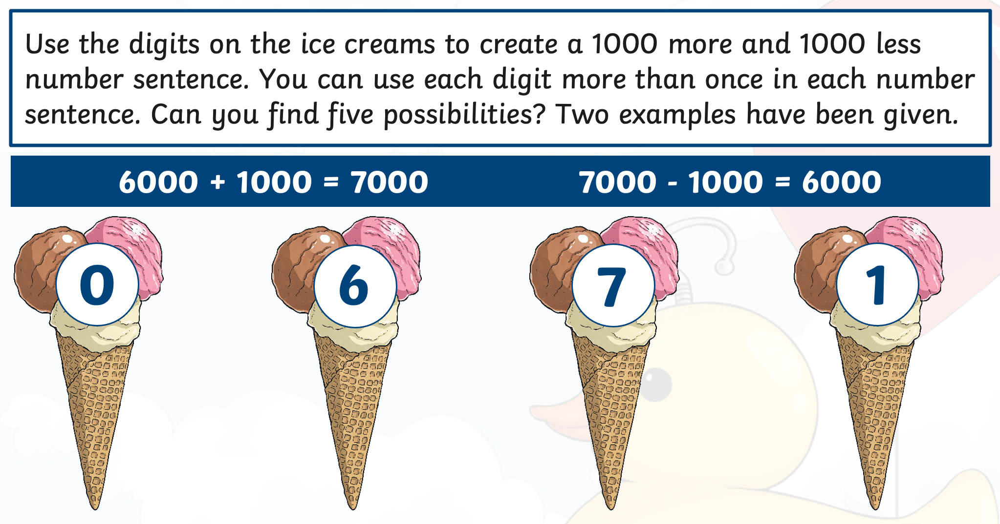 Use the digits on the ice creams to create a 1000 more and 1000 less
number sentence. You can use each digit more than once in each number
sentence. Can you find five possibilities? Two examples have been given.
6000 + 1000 = 7000
7000 - 1000 = 6000
0
6
7
1